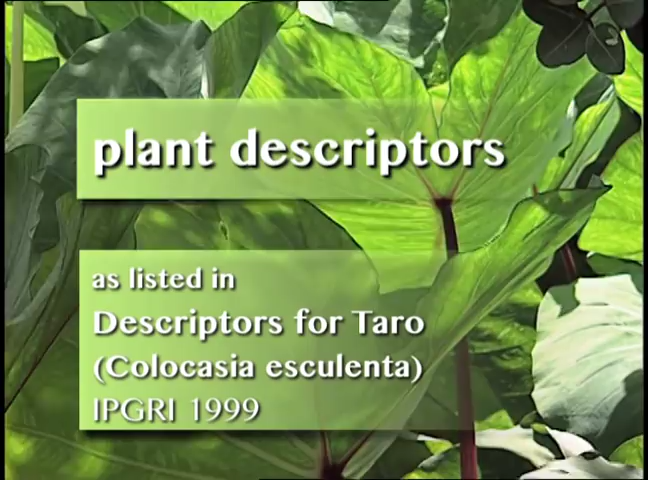 plant descriptors
as listed in
Descriptors for Taro
(Colocasia esculenta)
IPGRI 1999